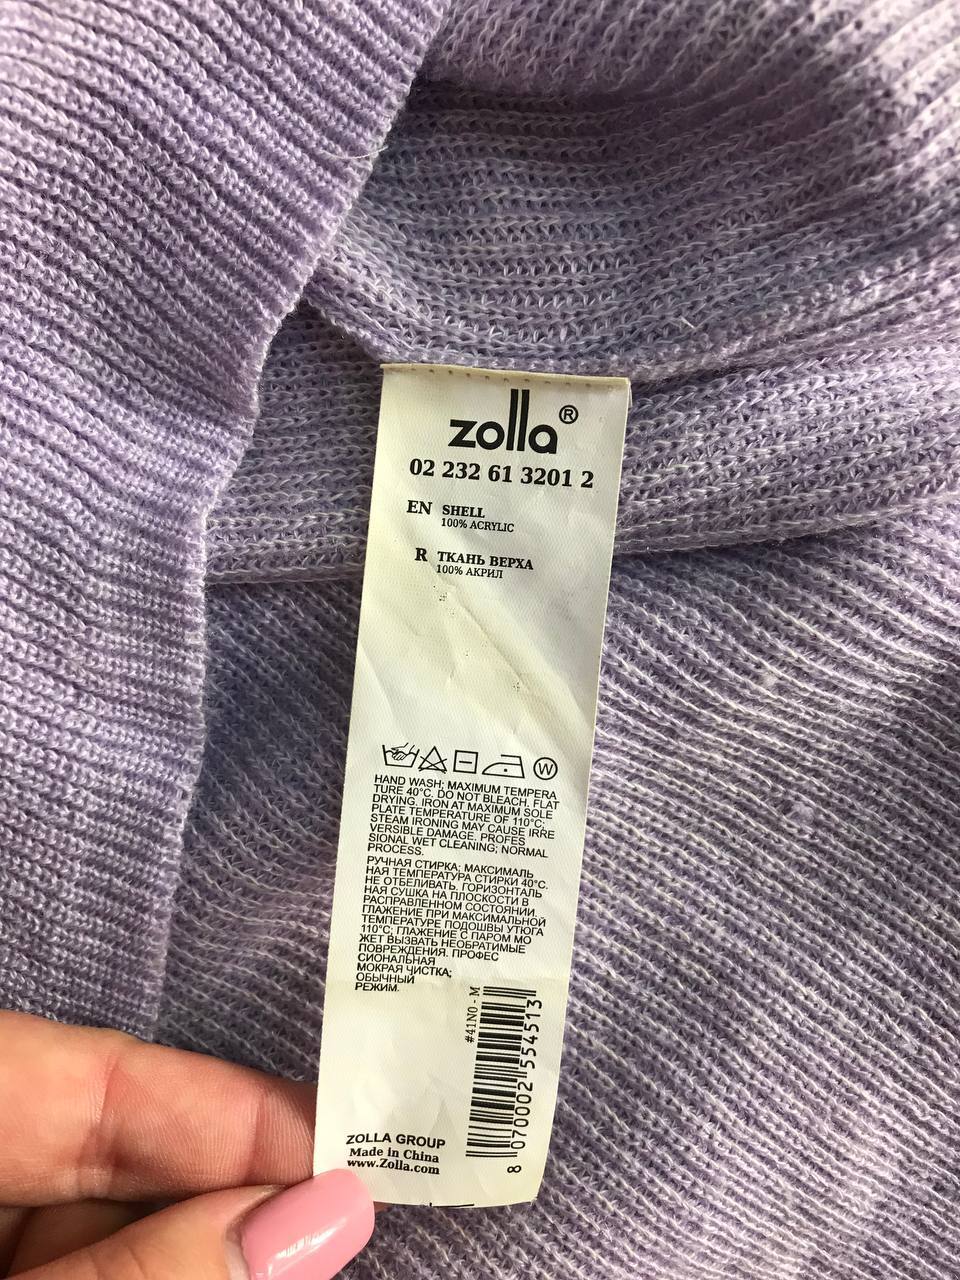 zolla®
02 232 61 3201 2
EN SHELL
100% ACRYLIC
R ТКАНЬ ВЕРХА
100% АКРИЛ
W
HAND WASH; MAXIMUM TEMPERA
TURE 40°C. DO NOT BLEACH. FLAT
DRYING. IRON AT MAXIMUM SOLE
PLATE TEMPERATURE OF 110°C;
STEAM IRONING MAY CAUSE IRRE
VERSIBLE DAMAGE. PROFES
SIONAL WET CLEANING; NORMAL
PROCESS.
РУЧНАЯ СТИРКА; МАКСИМАЛЬ
НАЯ ТЕМПЕРАТУРА СТИРКИ 40°C.
НЕ ОТБЕЛИВАТЬ. ГОРИЗОНТАЛЬ
НАЯ СУШКА НА ПЛОСКОСТИ В
РАСПРАВЛЕННОМ СОСТОЯНИИ.
ГЛАЖЕНИЕ ПРИ МАКСИМАЛЬНОЙ
ТЕМПЕРАТУРЕ ПОДОШВЫ УТЮГА
110°C; ГЛАЖЕНИЕ С ПАРОМ МО
ЖЕТ ВЫЗВАТЬ НЕОБРАТИМЫЕ
ПОВРЕЖДЕНИЯ. ПРОФЕС
СИОНАЛЬНАЯ
МОКРАЯ ЧИСТКА;
ОБЫЧНЫЙ
РЕЖИМ.
#41N0 - M
8 070002 554513
ZOLLA GROUP
Made in China
www.Zolla.com